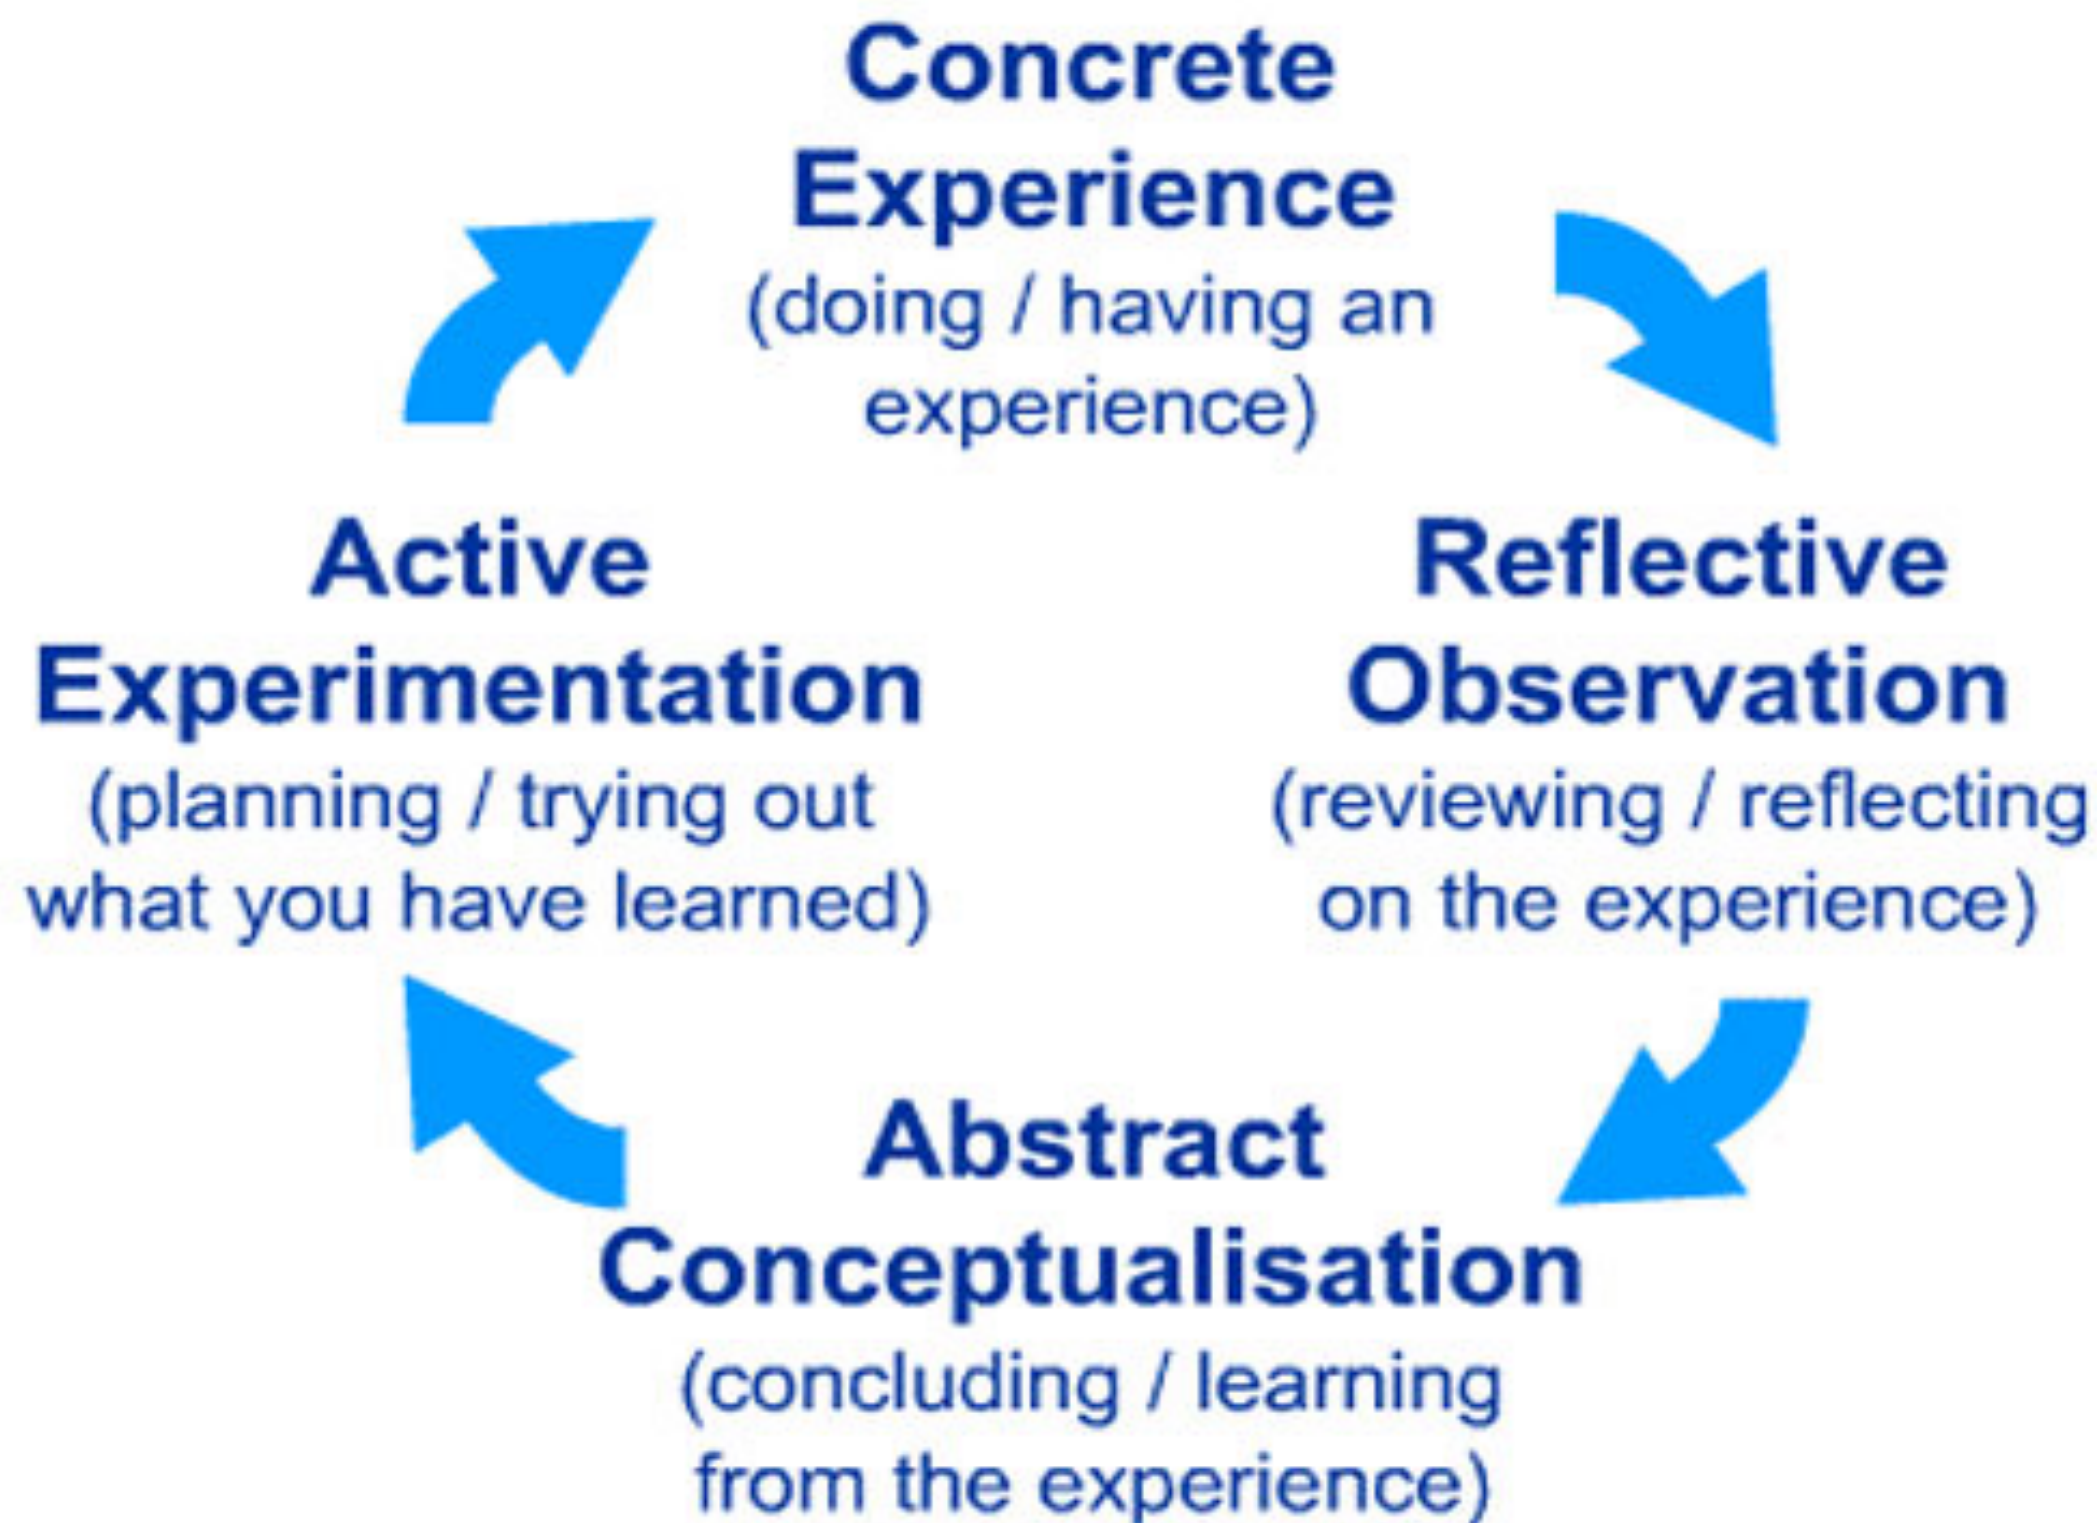 Concrete
Experience
(doing / having an
experience)
Reflective
Observation
(reviewing / reflecting
on the experience)
Abstract
Conceptualisation
(concluding / learning
from the experience)
Active
Experimentation
(planning / trying out
what you have learned)